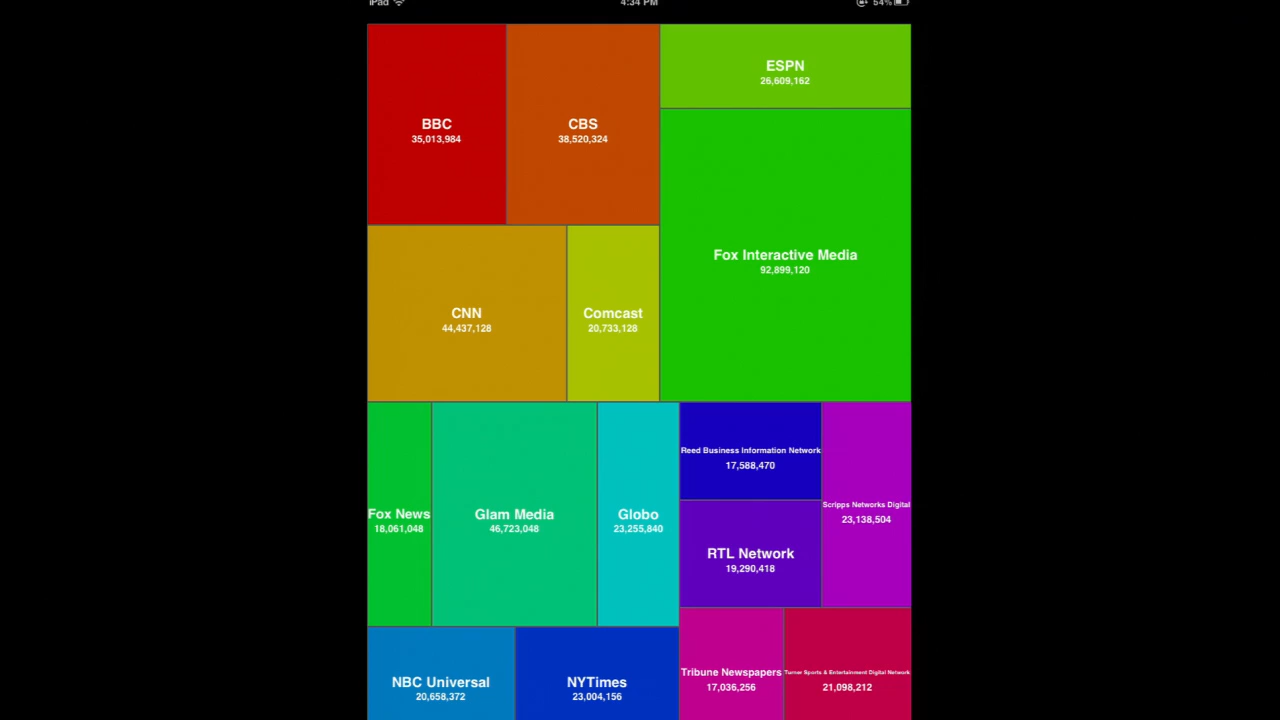 iPad
4:34 PM
54%
BBC
35,013,984
CBS
38,520,324
ESPN
26,609,162
Fox Interactive Media
92,899,120
CNN
44,437,128
Comcast
20,733,128
Fox News
18,061,048
Glam Media
46,723,048
Globo
23,255,840
Reed Business Information Network
17,588,470
Scripps Networks Digital
23,138,504
RTL Network
19,290,418
NBC Universal
20,658,372
NYTimes
23,004,156
Tribune Newspapers
17,036,256
Turner Sports & Entertainment Digital Network
21,098,212